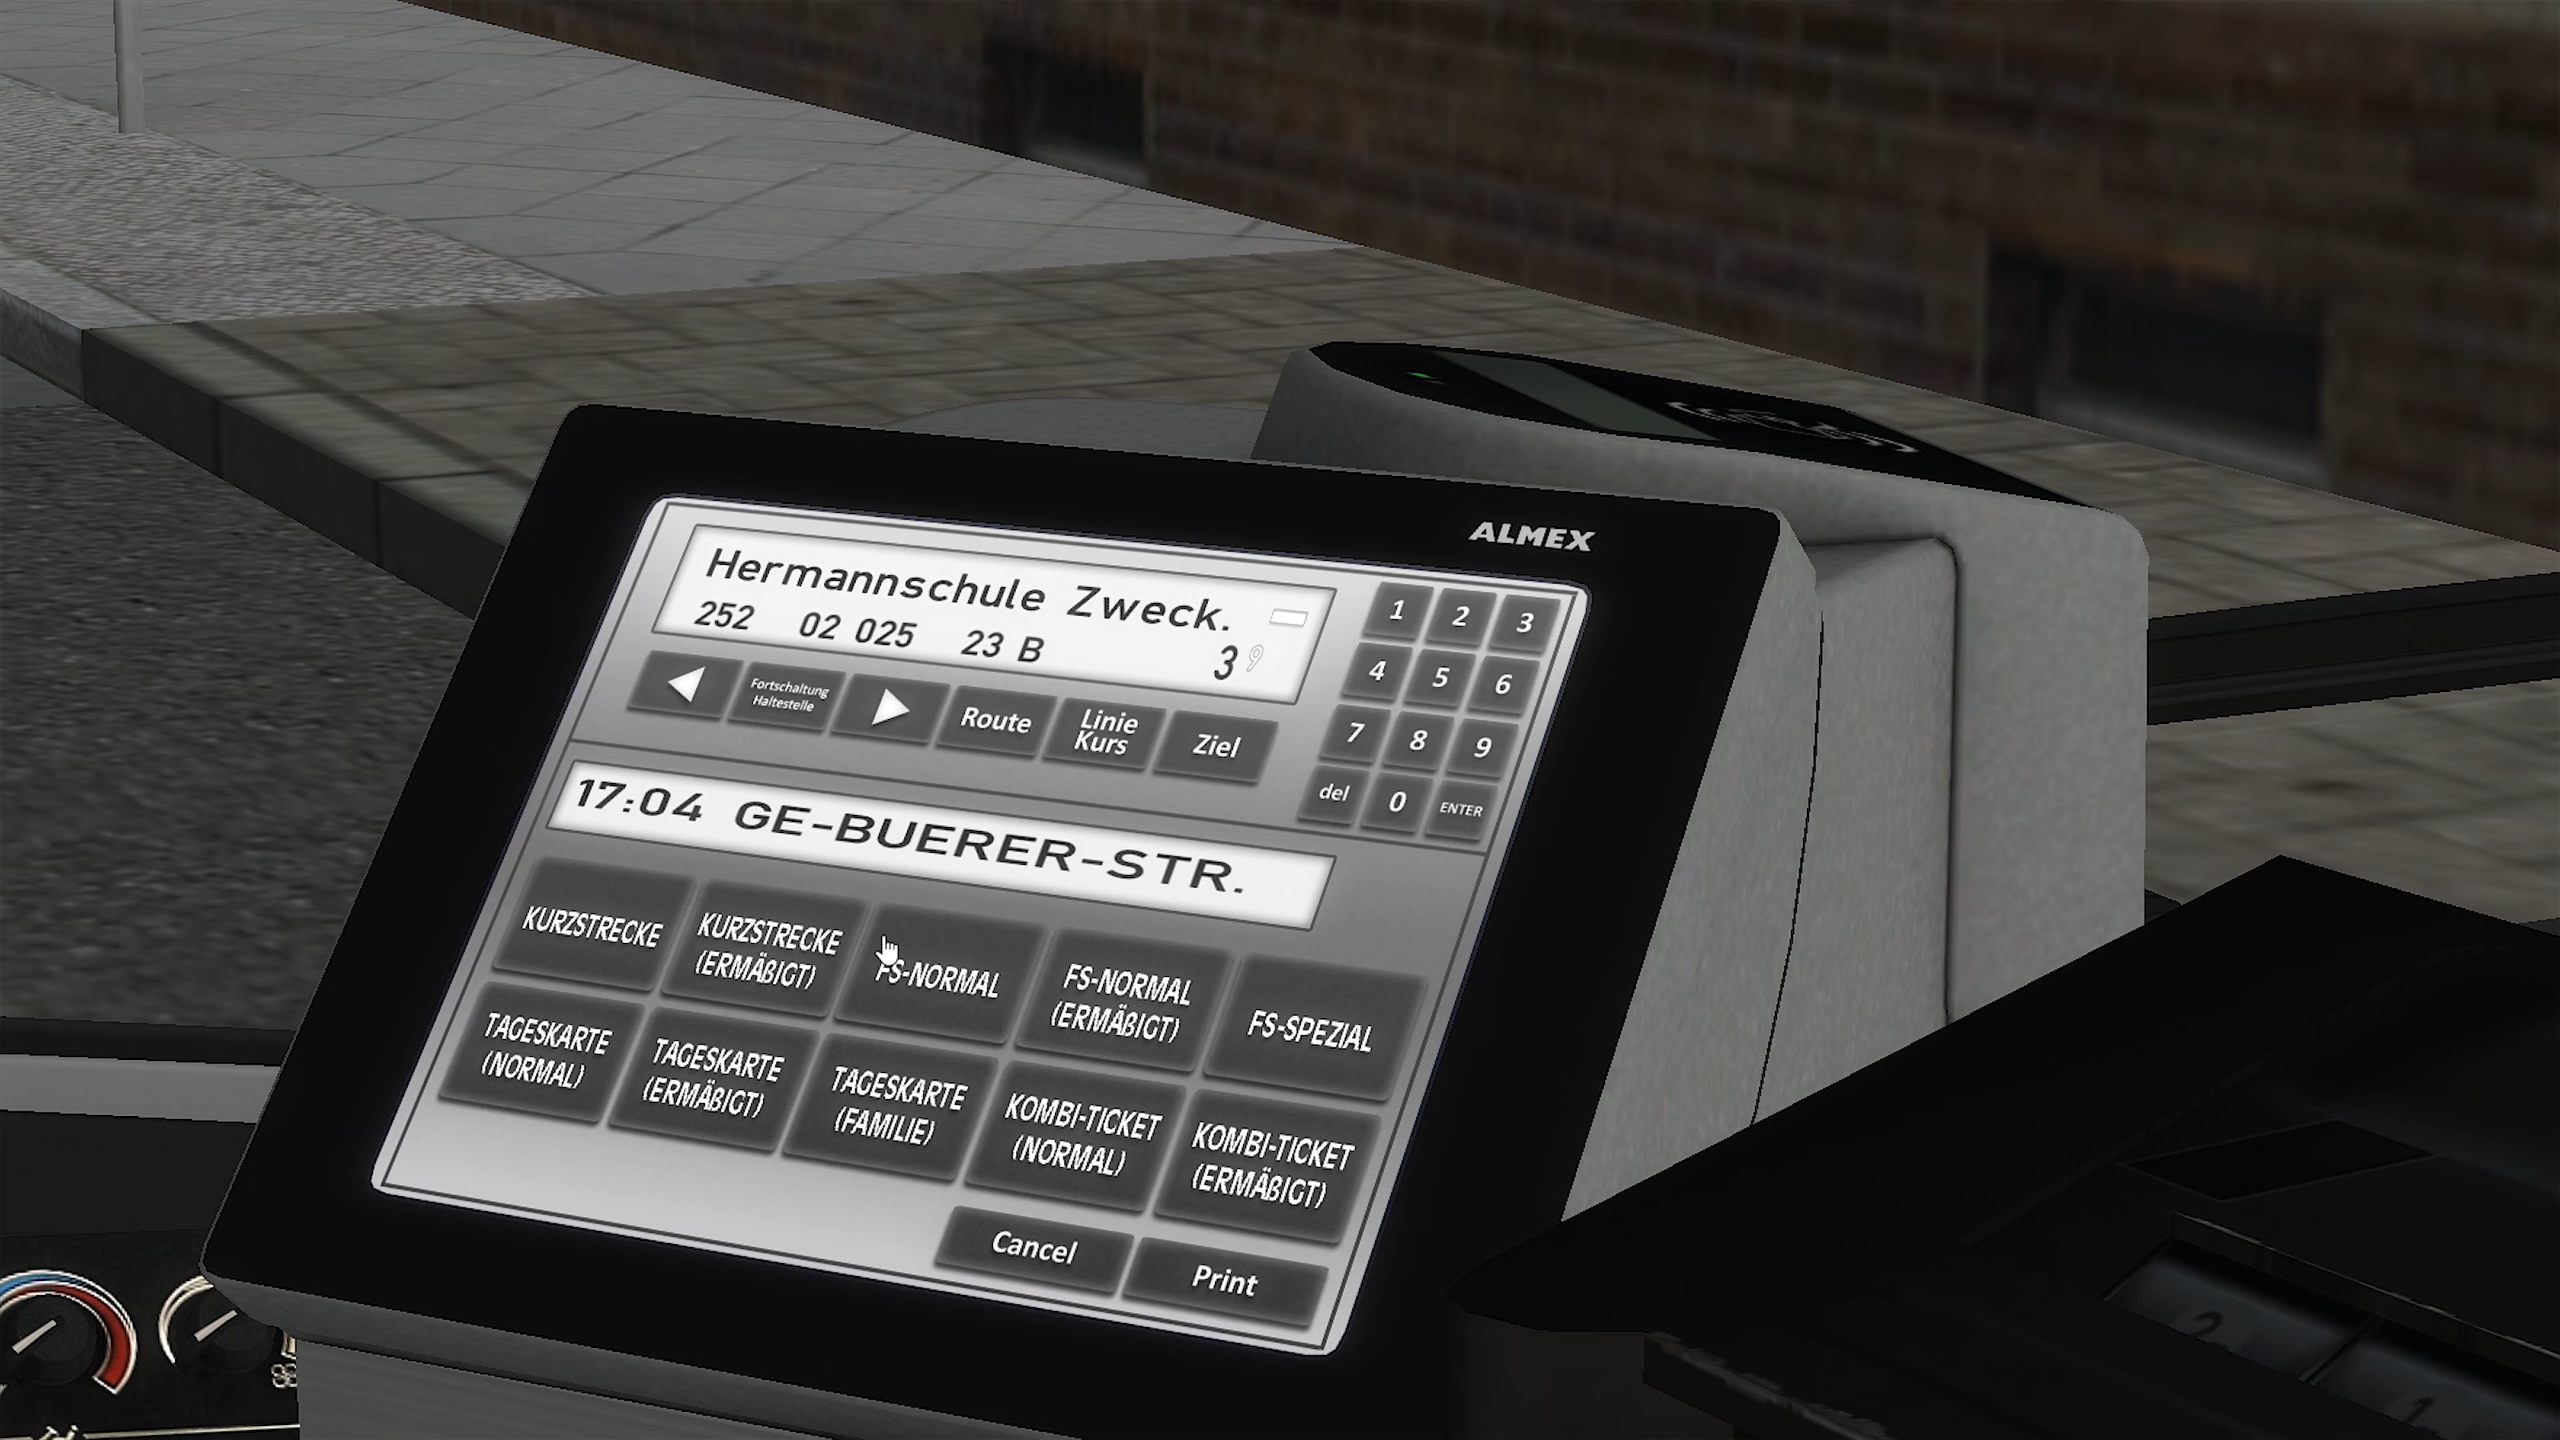 ALMEX
Hermannschule Zweck.
252 02 025 23 B 3
1 2 3
4 5 6
7 8 9
del 0 ENTER
Fortschaltung
Haltestelle
Route
Linie
Kurs
Ziel
17:04 GE-BUERER-STR.
KURZSTRECKE
KURZSTRECKE
(ERMÄßIGT)
FS-NORMAL
FS-NORMAL
(ERMÄßIGT)
FS-SPEZIAL
TAGESKARTE
(NORMAL)
TAGESKARTE
(ERMÄßIGT)
TAGESKARTE
(FAMILIE)
KOMBI-TICKET
(NORMAL)
KOMBI-TICKET
(ERMÄßIGT)
Cancel
Print
2
1